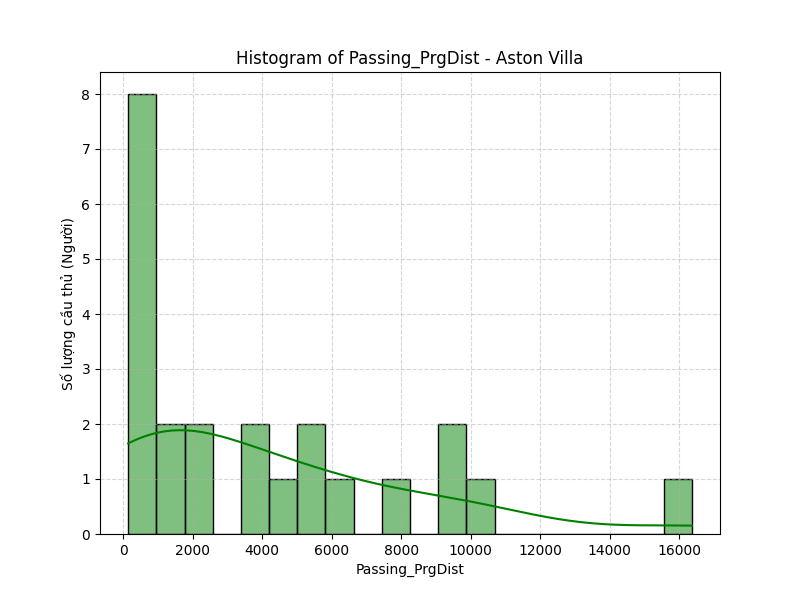 Histogram of Passing_PrgDist - Aston Villa
Số lượng cầu thủ (Người)
8
7
6
5
4
3
2
1
0
0 2000 4000 6000 8000 10000 12000 14000 16000
Passing_PrgDist